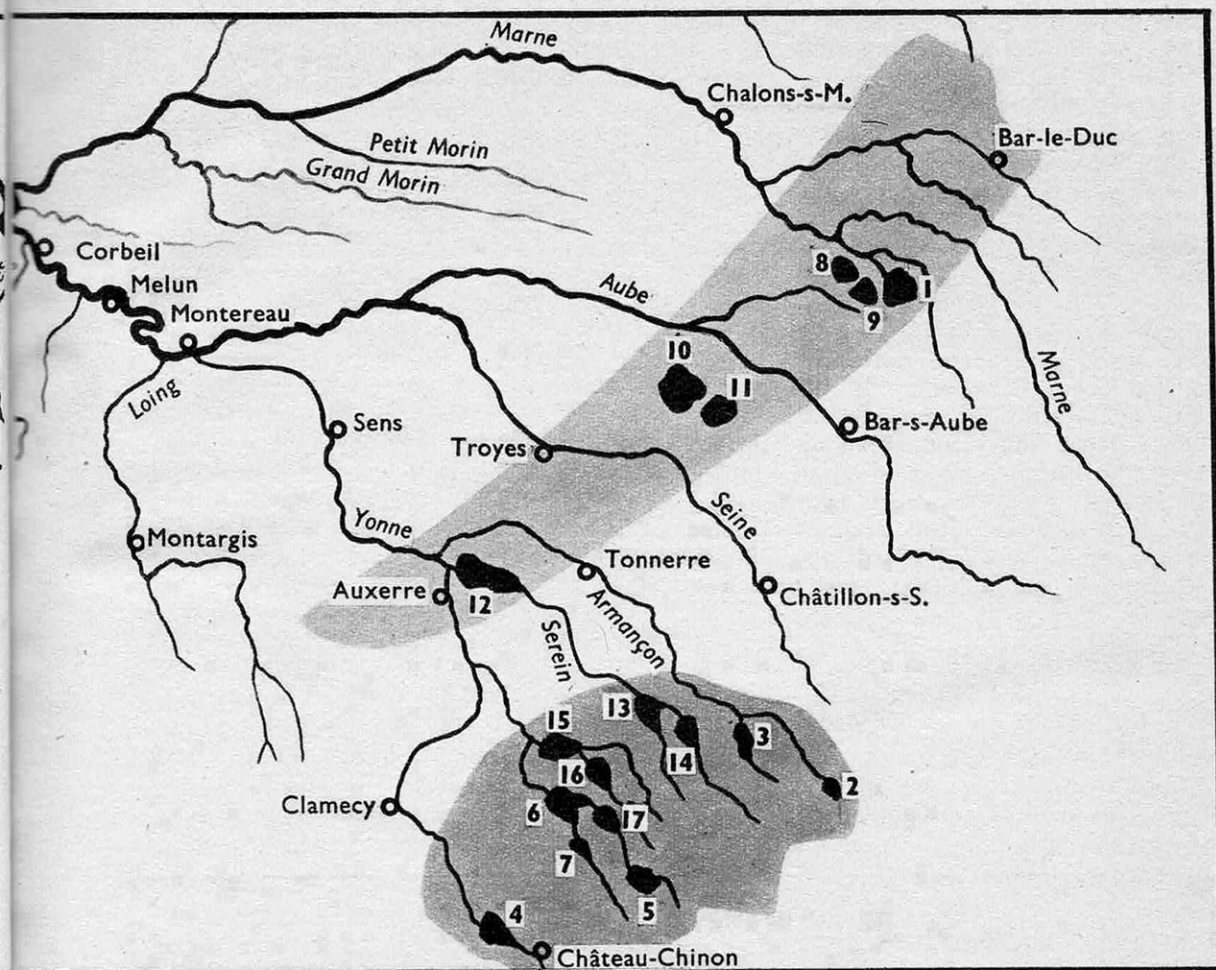 Marne
Chalons-s-M.
Petit Morin
Bar-le-Duc
Grand Morin
Corbeil
8
1
Melun
Aube
9
Montereau
10
Marne
11
Loing
Sens
Bar-s-Aube
Troyes
Seine
Yonne
Montargis
Tonnerre
Auxerre
12
Armançon
Châtillon-s-S.
Serein
13
15
3
14
16
2
Clamecy
6
17
7
5
4
Château-Chinon